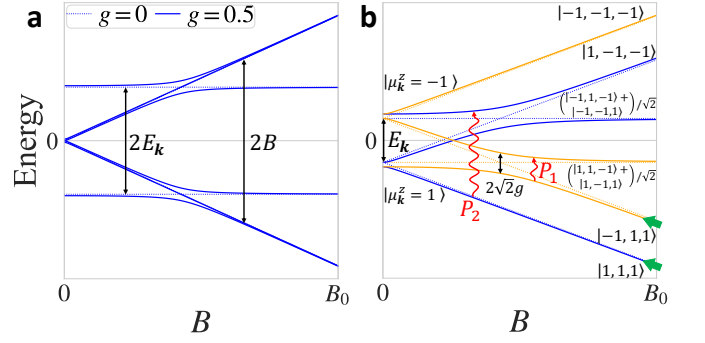 a
g = 0
g = 0.5
Energy
0
2E_k
2B
0
B_0
B
b
|−1, −1, −1⟩
|1, −1, −1⟩
|μ_k^z = −1⟩
(|−1, 1, −1⟩ +
|−1, −1, 1⟩)/√2
0
E_k
P_1
(|1, 1, −1⟩ +
|1, −1, 1⟩)/√2
2√2g
|μ_k^z = 1⟩
P_2
|−1, 1, 1⟩
|1, 1, 1⟩
0
B_0
B